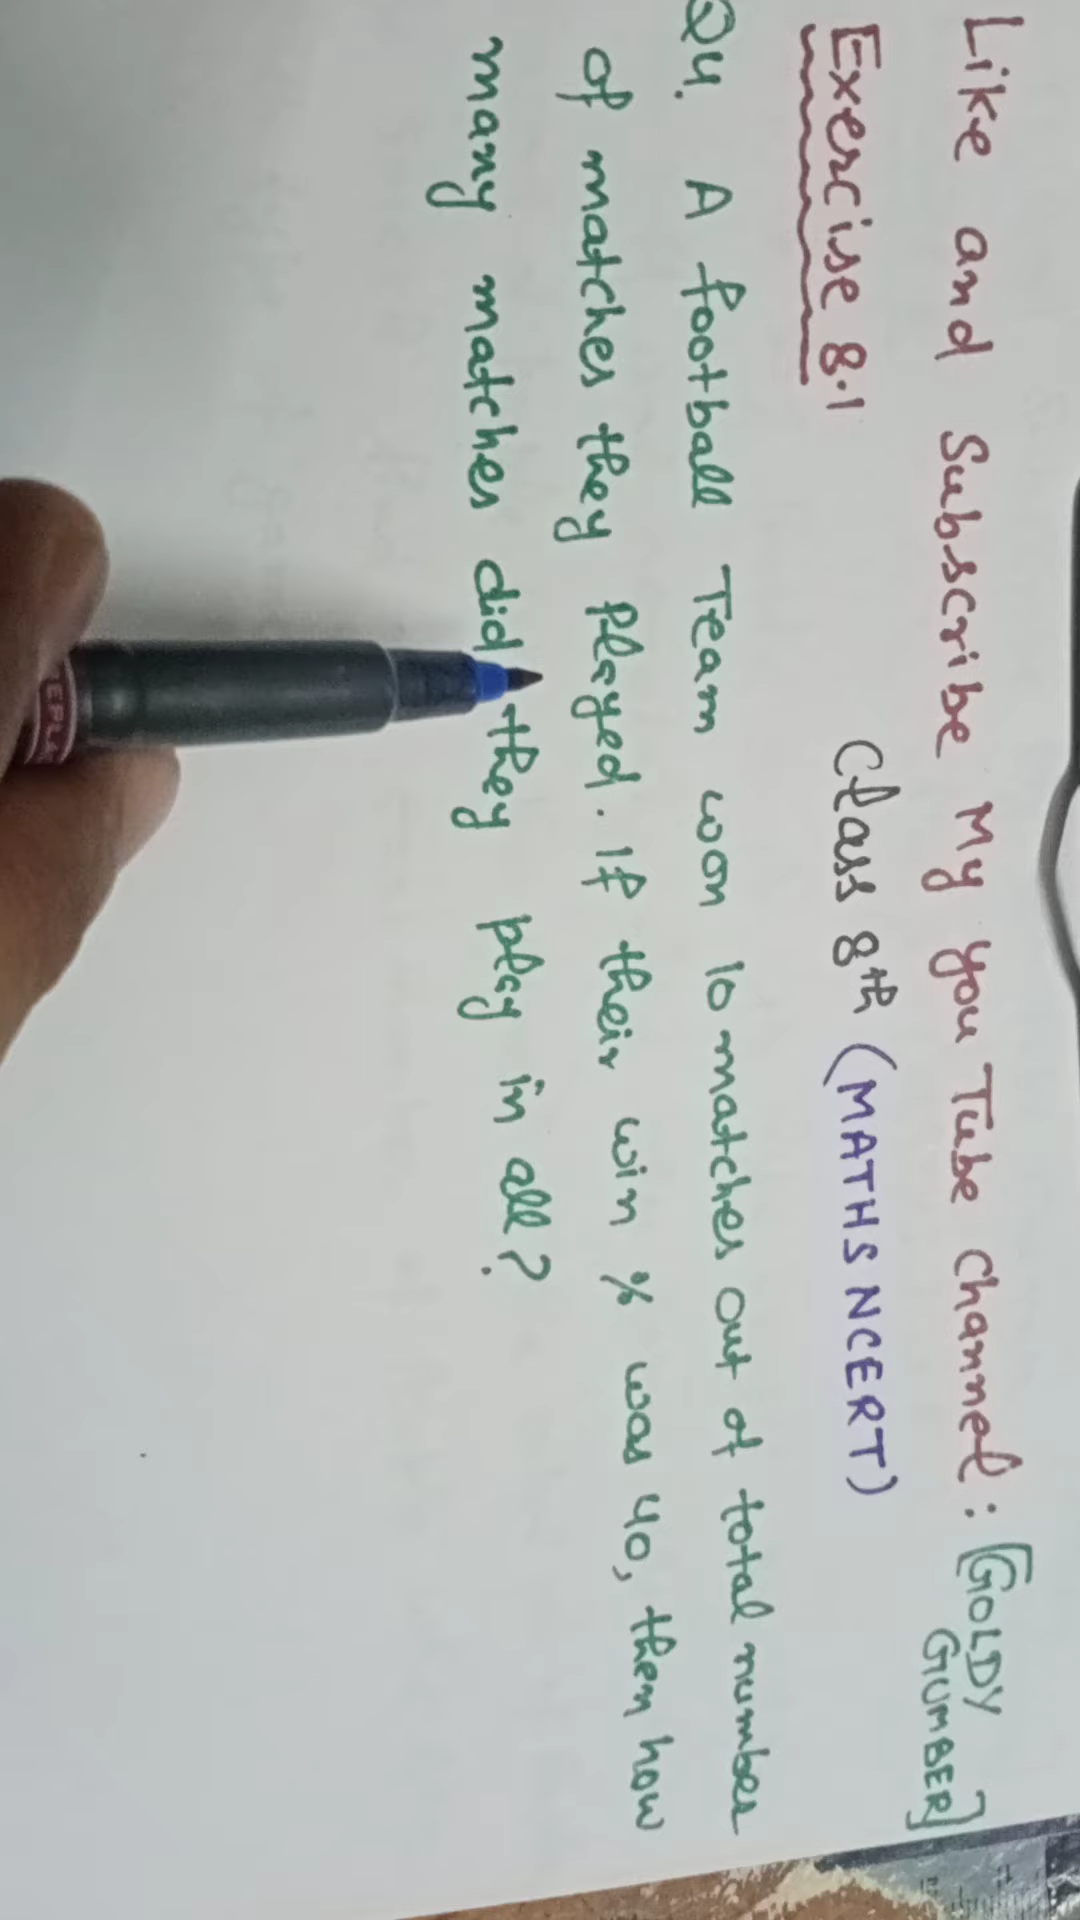 Like and Subscribe My you Tube channel: [GOLDY GUMBER]
Exercise 8.1 Class 8th (MATHS NCERT)
Q4. A football Team won 10 matches out of total number
of matches they played. If their win % was 40, then how
many matches did they play in all?